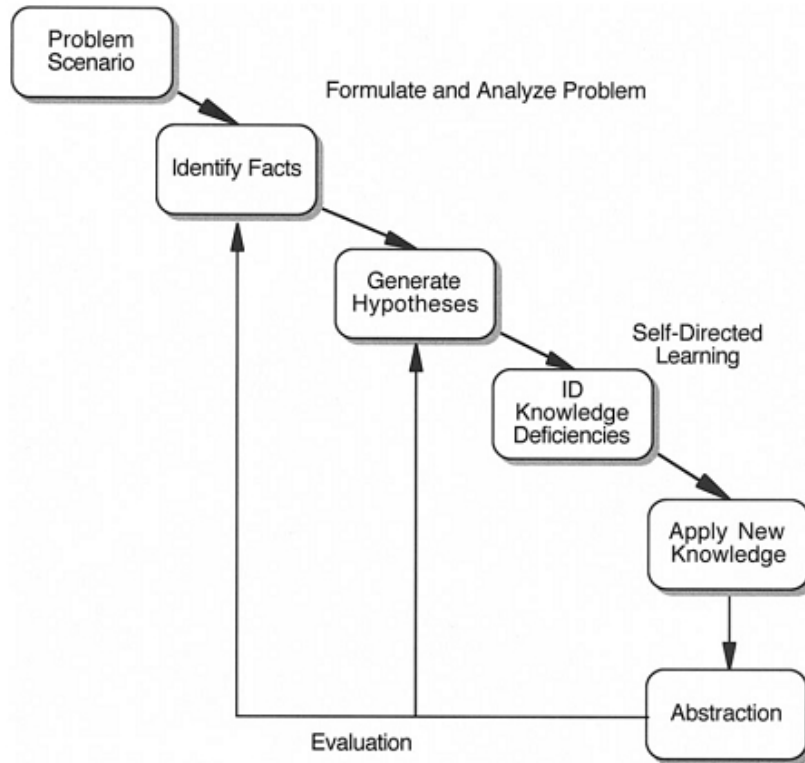 Problem
Scenario
Formulate and Analyze Problem
Identify Facts
Generate
Hypotheses
Self-Directed
Learning
ID
Knowledge
Deficiencies
Apply New
Knowledge
Abstraction
Evaluation